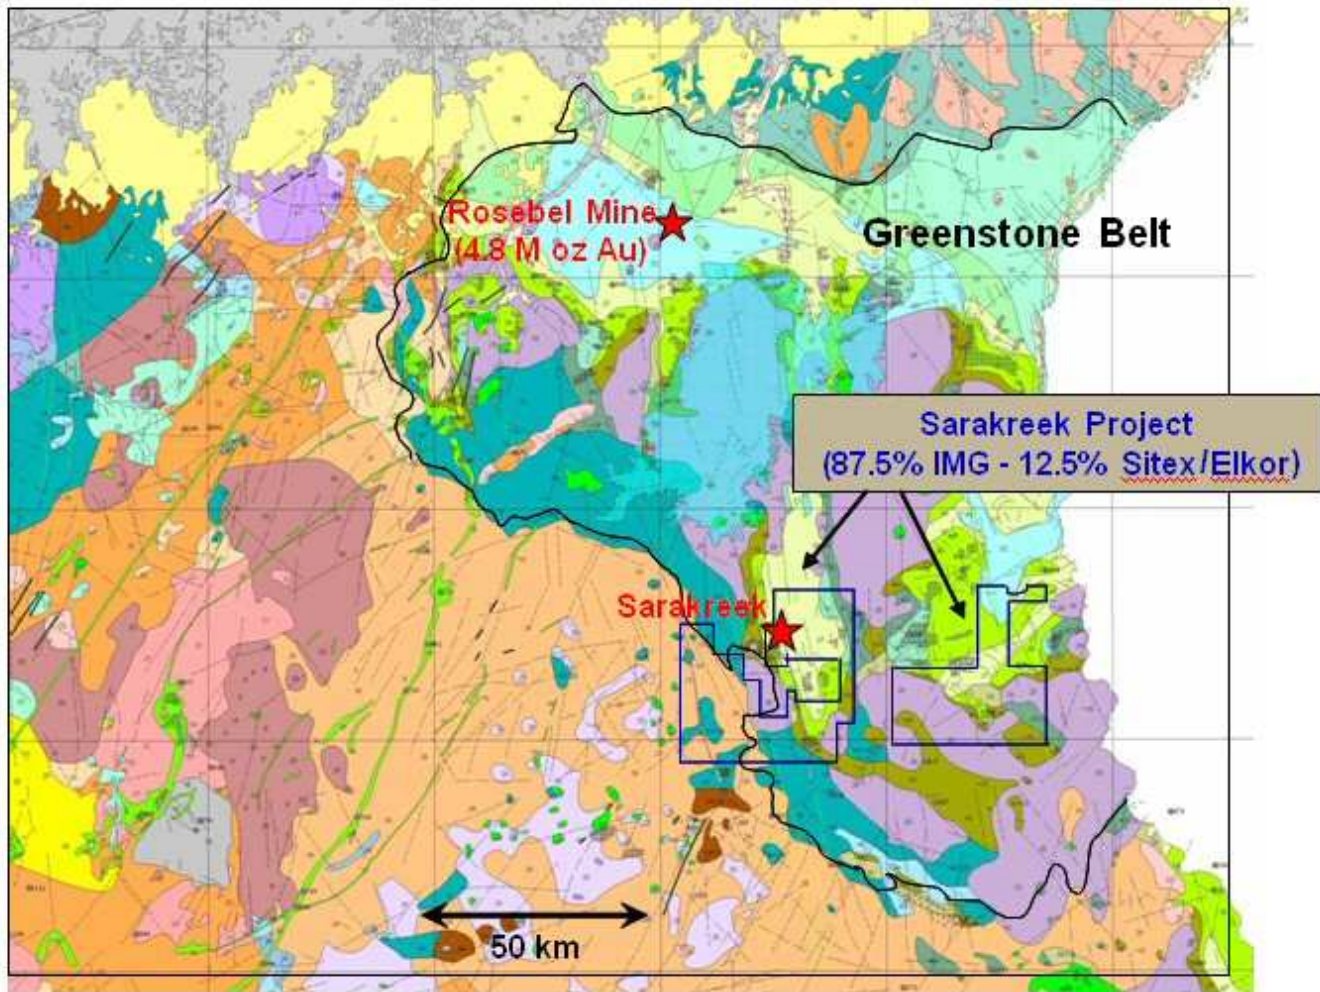 Rosebel Mine
(4.8 M oz Au)
Greenstone Belt
Sarakreek Project
(87.5% IMG - 12.5% Sitex/Elkor)
Sarakreek
50 km